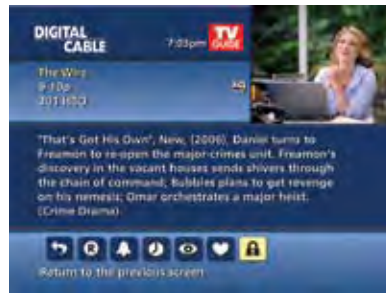 DIGITAL
CABLE
7:03pm TV
GUIDE
The Wire
9-10p
201 HBO
"That's Got His Own", New, (2006), Daniel turns to
Freamon to re-open the major-crimes unit. Freamon's
discovery in the vacant houses sends shivers through
the chain of command; Bubbles plans to get revenge
on his nemesis; Omar orchestrates a major heist.
(Crime Drama).
R
A
Return to the previous screen